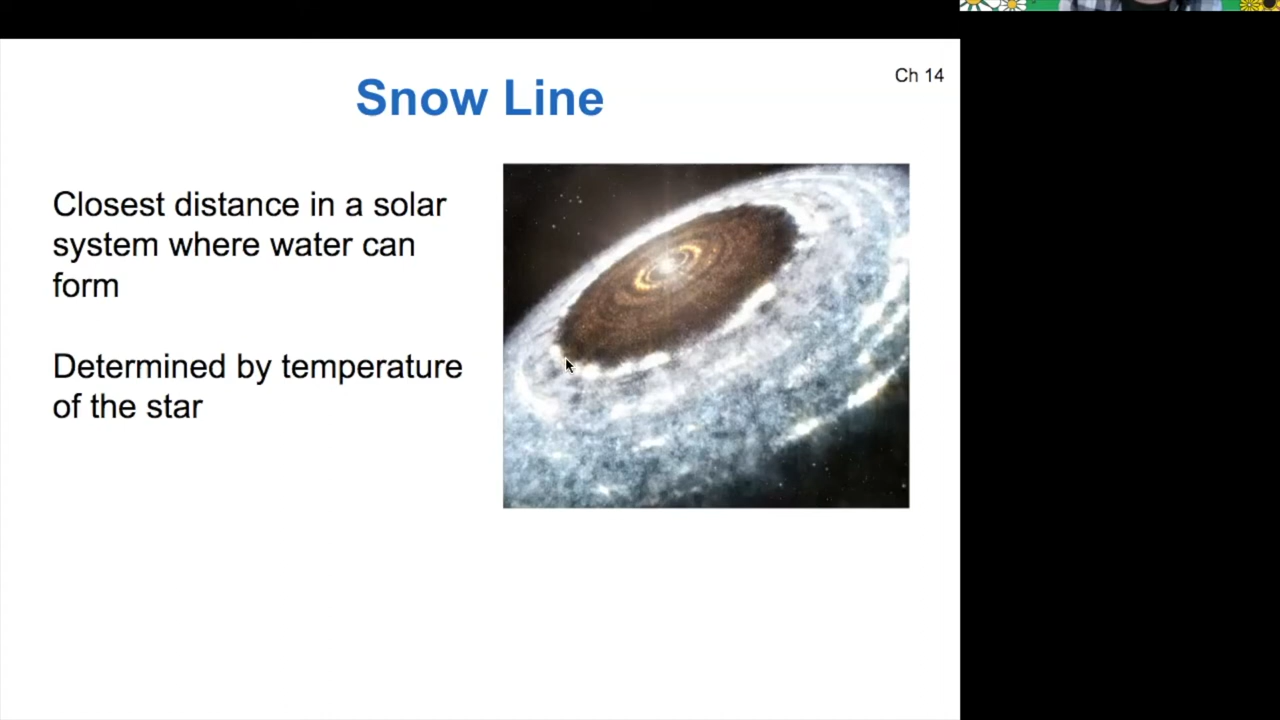 Ch 14
Snow Line
Closest distance in a solar
system where water can
form
Determined by temperature
of the star